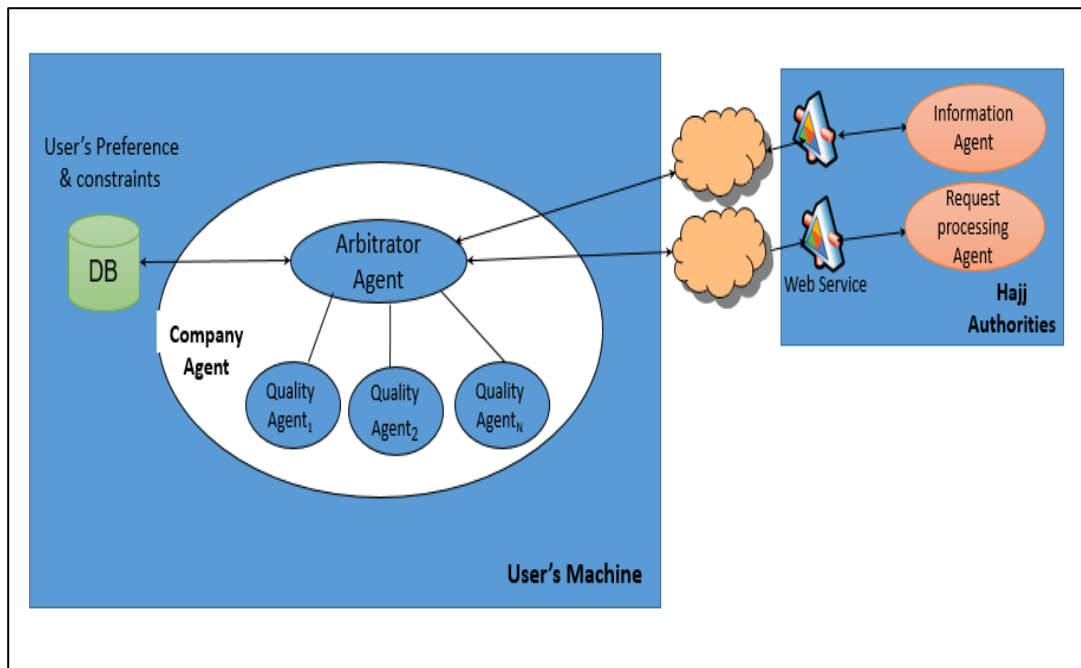 User's Preference
& constraints
DB
Arbitrator
Agent
Company
Agent
Quality
Agent₁
Quality
Agent₂
Quality
Agent_N
User's Machine
Information
Agent
Request
processing
Agent
Web Service
Hajj
Authorities